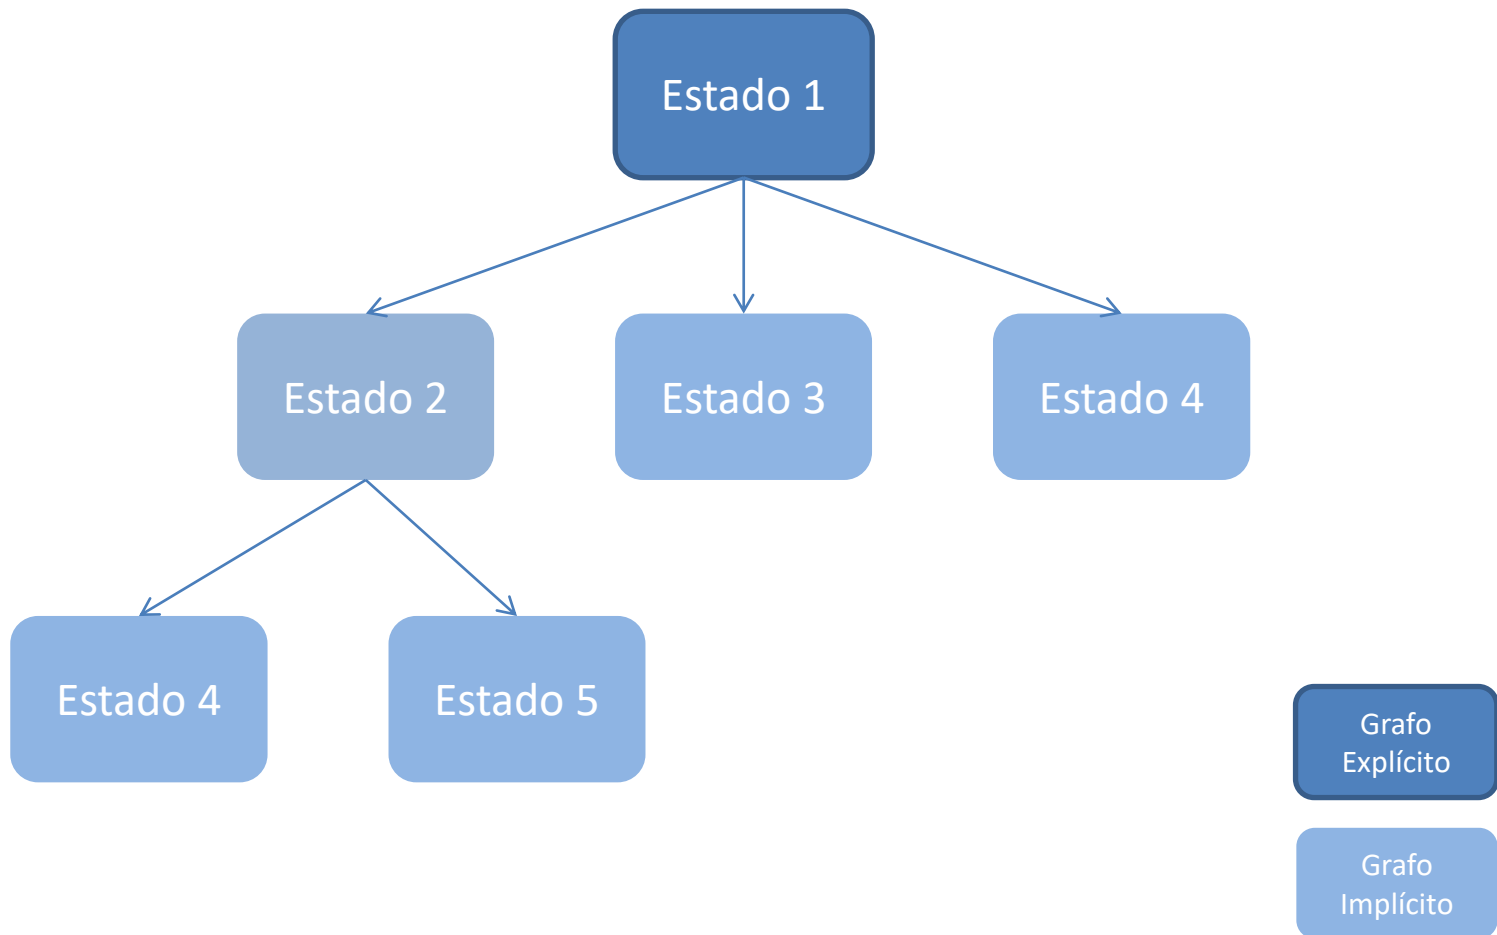 Estado 1
Estado 2
Estado 3
Estado 4
Estado 4
Estado 5
Grafo
Explícito
Grafo
Implícito